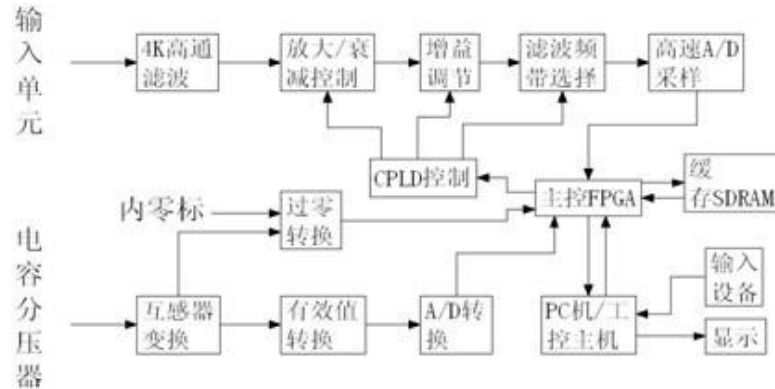 输入单元
4K高通
滤波
放大/衰
减控制
增益
调节
滤波频
带选择
高速A/D
采样
CPLD控制
主控FPGA
缓
存SDRAM
内零标
过零
转换
电容分压器
互感器
变换
有效值
转换
A/D转
换
PC机/工
控主机
输入
设备
显示